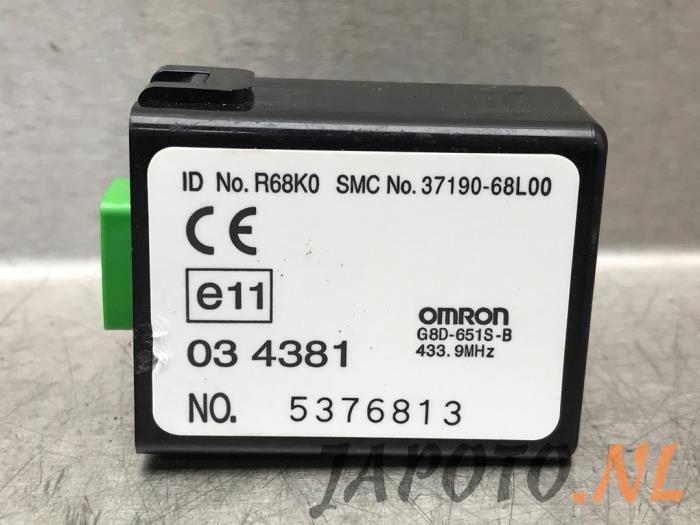 ID No. R68K0 SMC No. 37190-68L00
CE
e11
OMRON
G8D-651S-B
433.9MHz
03 4381
NO. 5376813
JAPOTO.NL